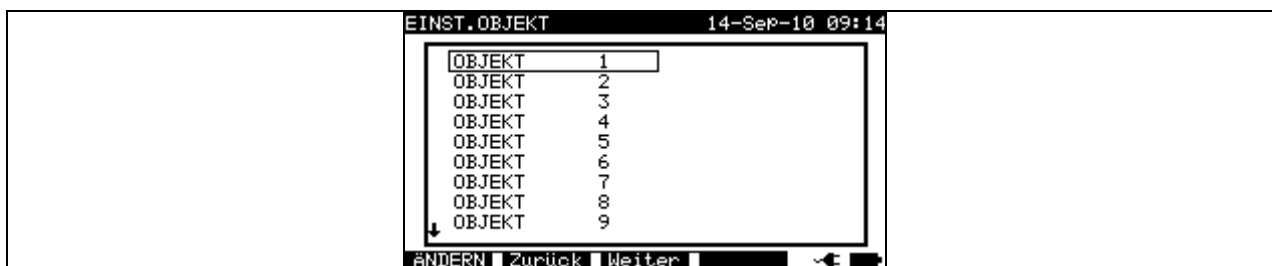 EINST.OBJEKT 14-Sep-10 09:14
OBJEKT 1
OBJEKT 2
OBJEKT 3
OBJEKT 4
OBJEKT 5
OBJEKT 6
OBJEKT 7
OBJEKT 8
OBJEKT 9
ÄNDERN Zurück Weiter